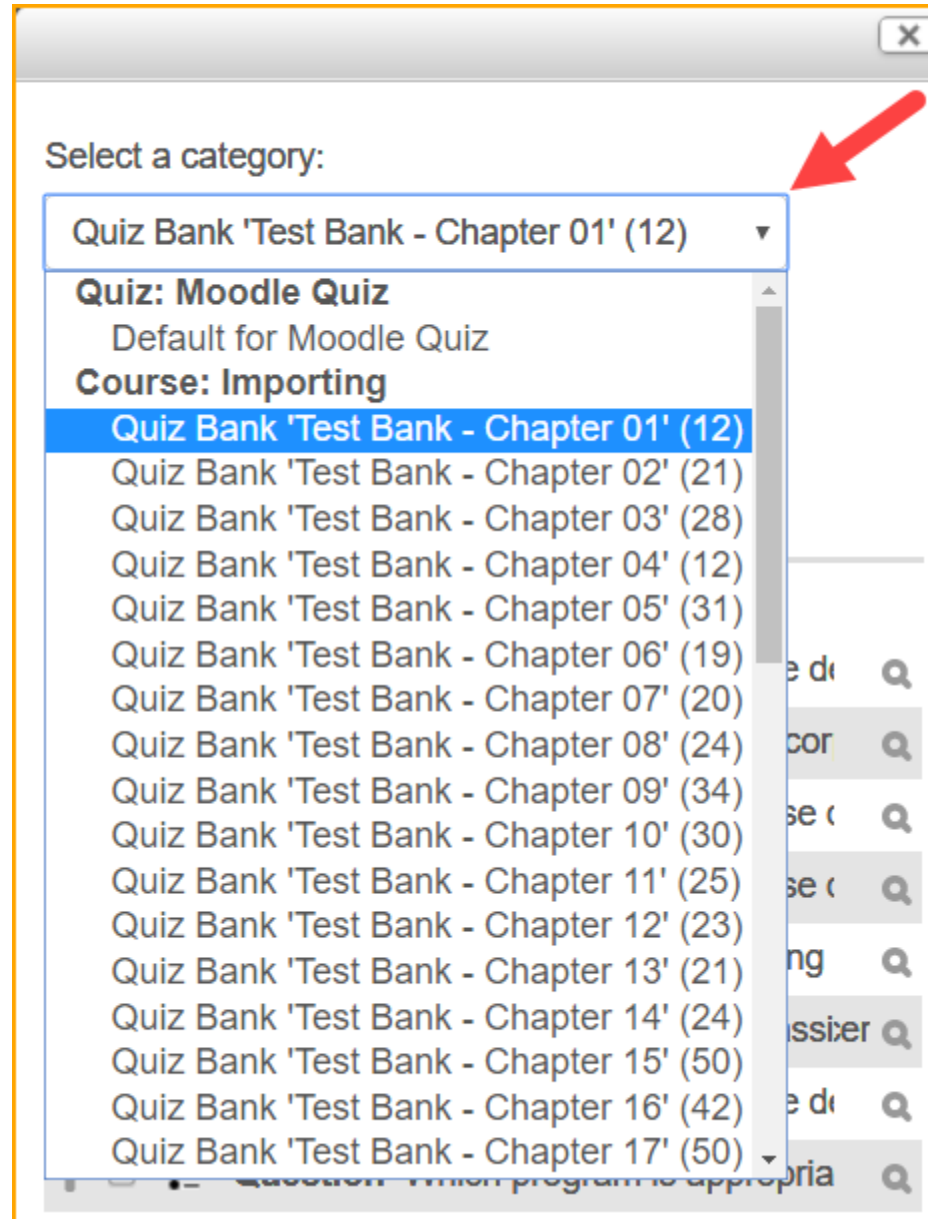 Select a category:
Quiz Bank 'Test Bank - Chapter 01' (12)
Quiz: Moodle Quiz
Default for Moodle Quiz
Course: Importing
Quiz Bank 'Test Bank - Chapter 01' (12)
Quiz Bank 'Test Bank - Chapter 02' (21)
Quiz Bank 'Test Bank - Chapter 03' (28)
Quiz Bank 'Test Bank - Chapter 04' (12)
Quiz Bank 'Test Bank - Chapter 05' (31)
Quiz Bank 'Test Bank - Chapter 06' (19)
Quiz Bank 'Test Bank - Chapter 07' (20)
Quiz Bank 'Test Bank - Chapter 08' (24)
Quiz Bank 'Test Bank - Chapter 09' (34)
Quiz Bank 'Test Bank - Chapter 10' (30)
Quiz Bank 'Test Bank - Chapter 11' (25)
Quiz Bank 'Test Bank - Chapter 12' (23)
Quiz Bank 'Test Bank - Chapter 13' (21)
Quiz Bank 'Test Bank - Chapter 14' (24)
Quiz Bank 'Test Bank - Chapter 15' (50)
Quiz Bank 'Test Bank - Chapter 16' (42)
Quiz Bank 'Test Bank - Chapter 17' (50)
Question Which program is appropria